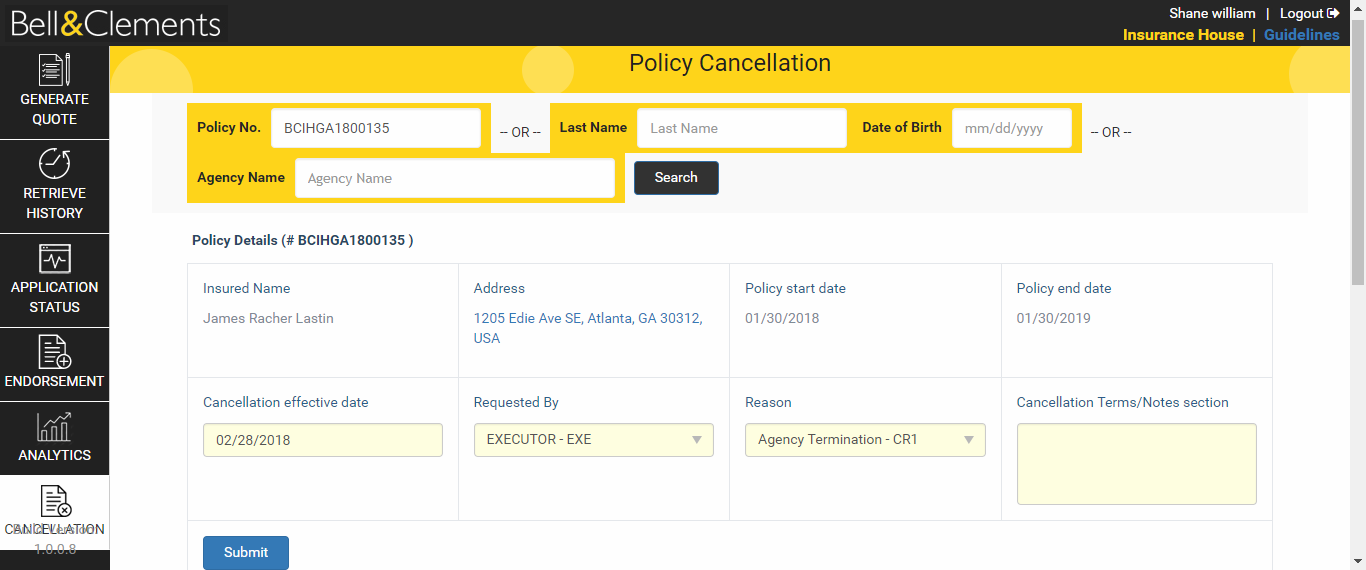 Bell&Clements
Shane william | Logout
Insurance House | Guidelines
GENERATE
QUOTE
RETRIEVE
HISTORY
APPLICATION
STATUS
ENDORSEMENT
ANALYTICS
CANCELLATION
Build Version:
1.0.0.8
Policy Cancellation
Policy No. BCIHGA1800135 -- OR -- Last Name Last Name Date of Birth mm/dd/yyyy -- OR --
Agency Name Agency Name Search
Policy Details (# BCIHGA1800135 )
Insured Name
James Racher Lastin
Address
1205 Edie Ave SE, Atlanta, GA 30312,
USA
Policy start date
01/30/2018
Policy end date
01/30/2019
Cancellation effective date
02/28/2018
Requested By
EXECUTOR - EXE
Reason
Agency Termination - CR1
Cancellation Terms/Notes section
Submit